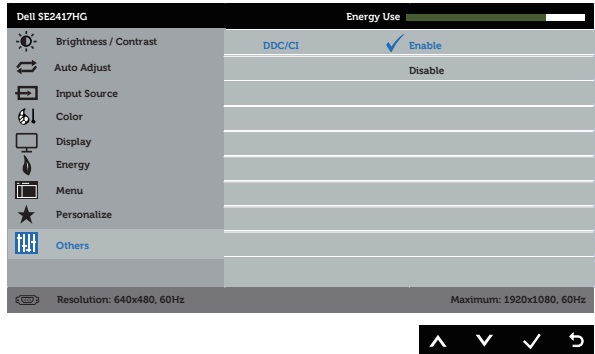 Dell SE2417HG Energy Use
Brightness / Contrast DDC/CI Enable
Auto Adjust Disable
Input Source
Color
Display
Energy
Menu
Personalize
Others
Resolution: 640x480, 60Hz Maximum: 1920x1080, 60Hz